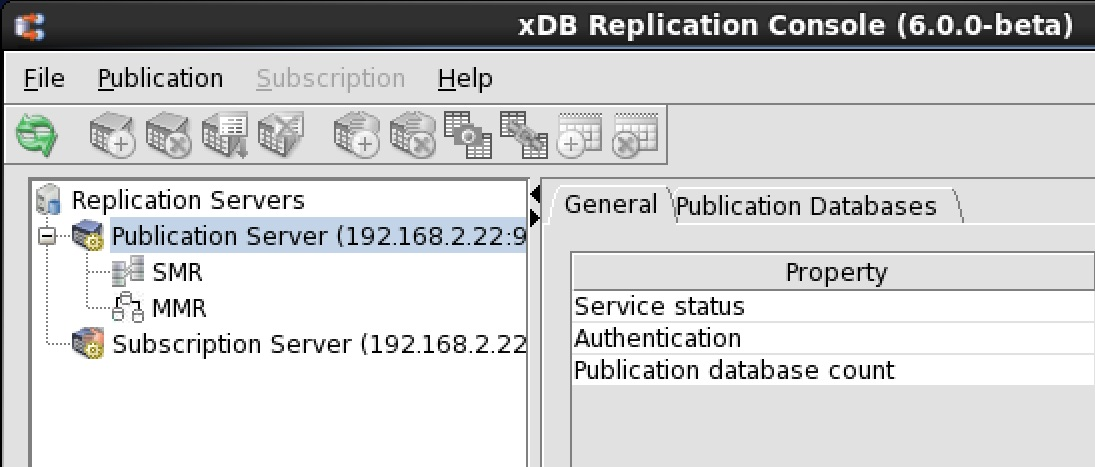 xDB Replication Console (6.0.0-beta)
File Publication Subscription Help
Replication Servers
Publication Server (192.168.2.22:9
SMR
MMR
Subscription Server (192.168.2.22
General Publication Databases
Property
Service status
Authentication
Publication database count